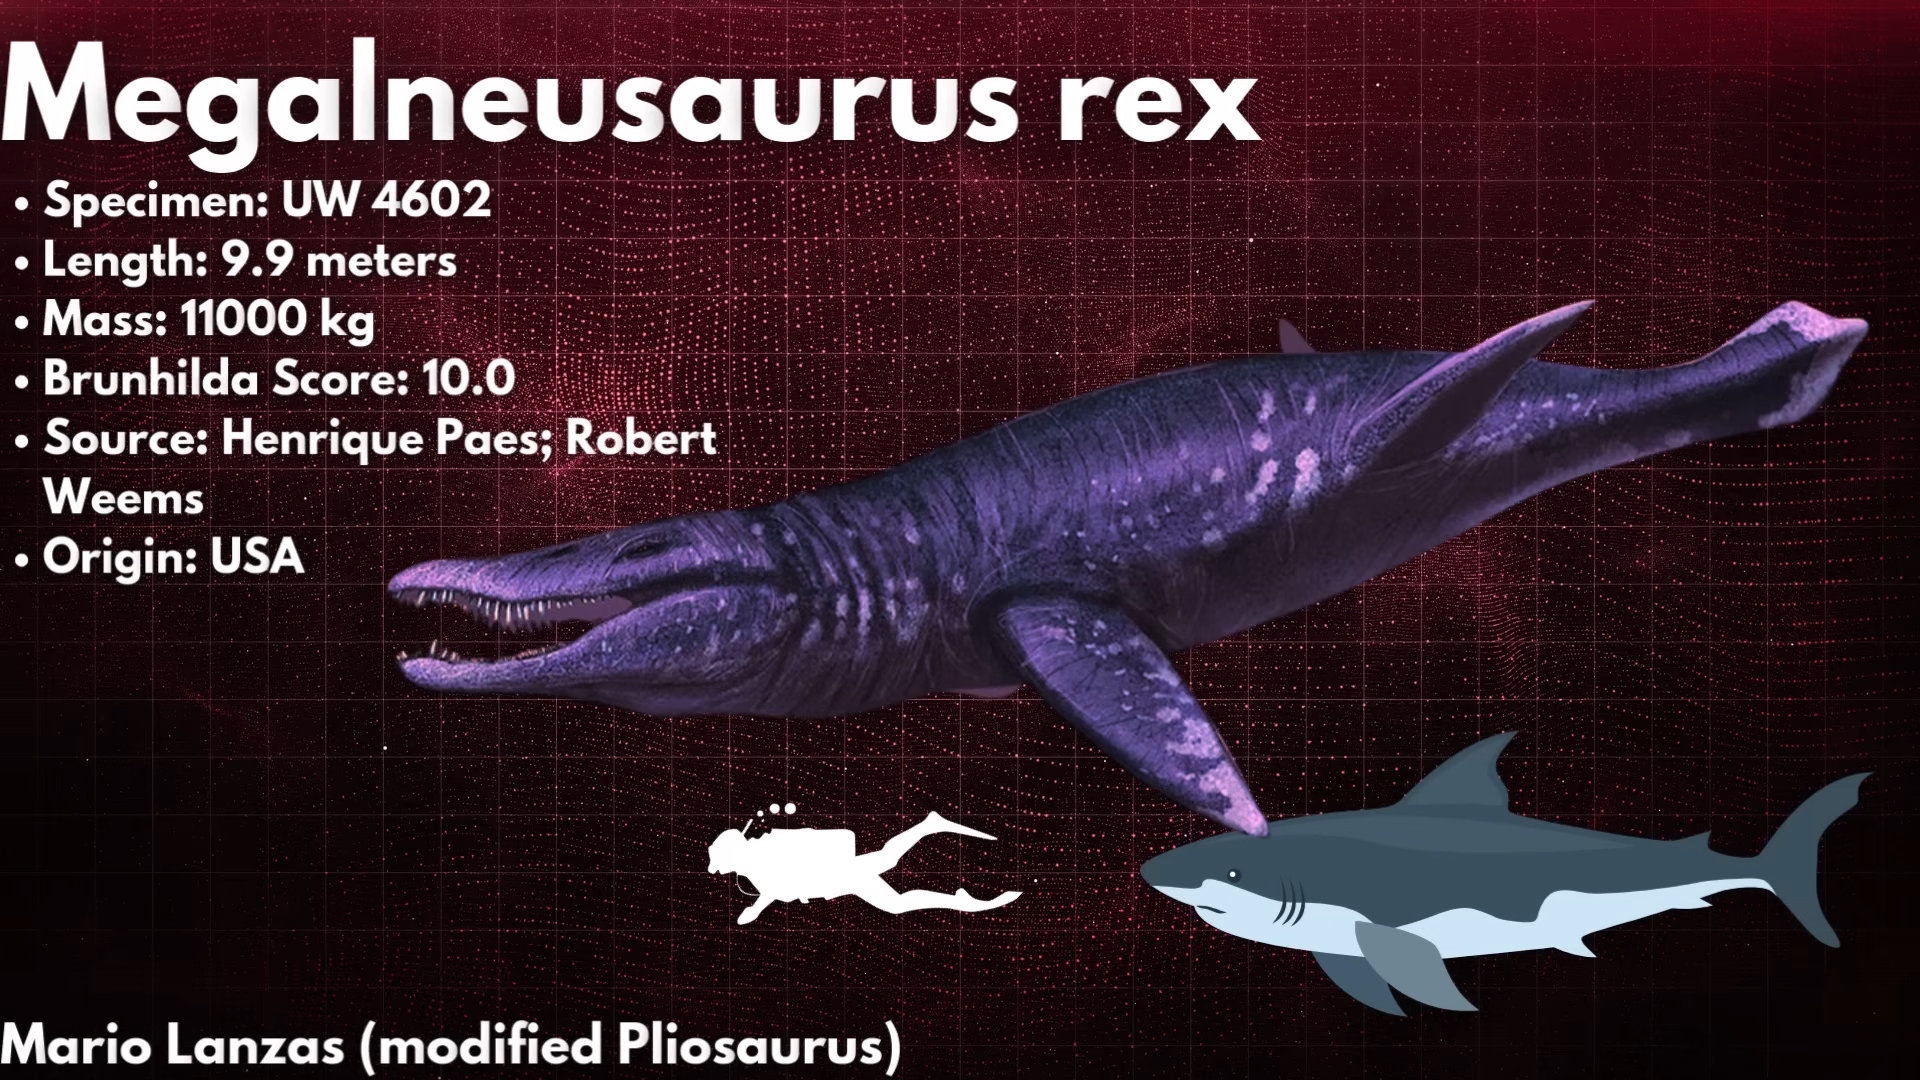 Megalneusaurus rex
• Specimen: UW 4602
• Length: 9.9 meters
• Mass: 11000 kg
• Brunhilda Score: 10.0
• Source: Henrique Paes; Robert
Weems
• Origin: USA
Mario Lanzas (modified Pliosaurus)